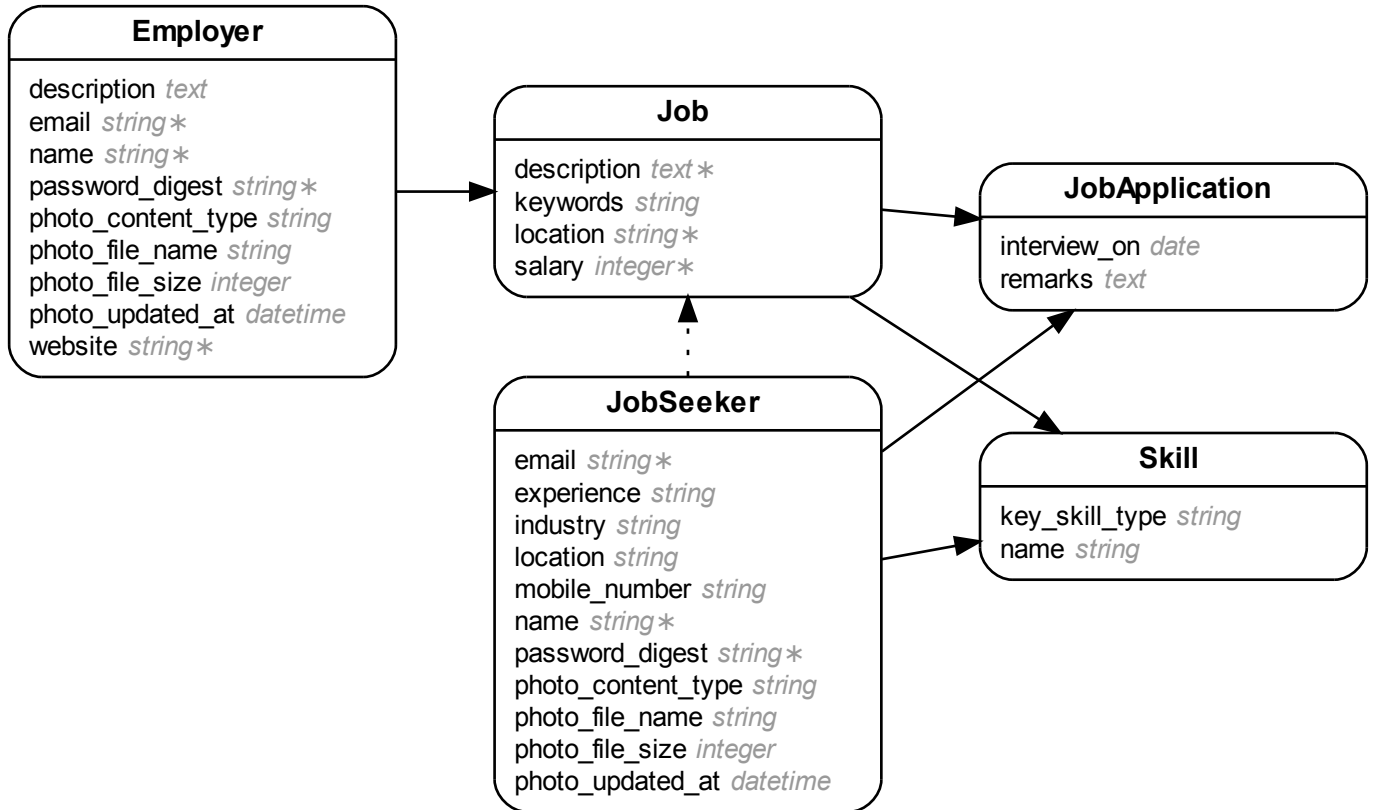 Employer
description text
email string∗
name string∗
password_digest string∗
photo_content_type string
photo_file_name string
photo_file_size integer
photo_updated_at datetime
website string∗
Job
description text∗
keywords string
location string∗
salary integer∗
JobApplication
interview_on date
remarks text
JobSeeker
email string∗
experience string
industry string
location string
mobile_number string
name string∗
password_digest string∗
photo_content_type string
photo_file_name string
photo_file_size integer
photo_updated_at datetime
Skill
key_skill_type string
name string